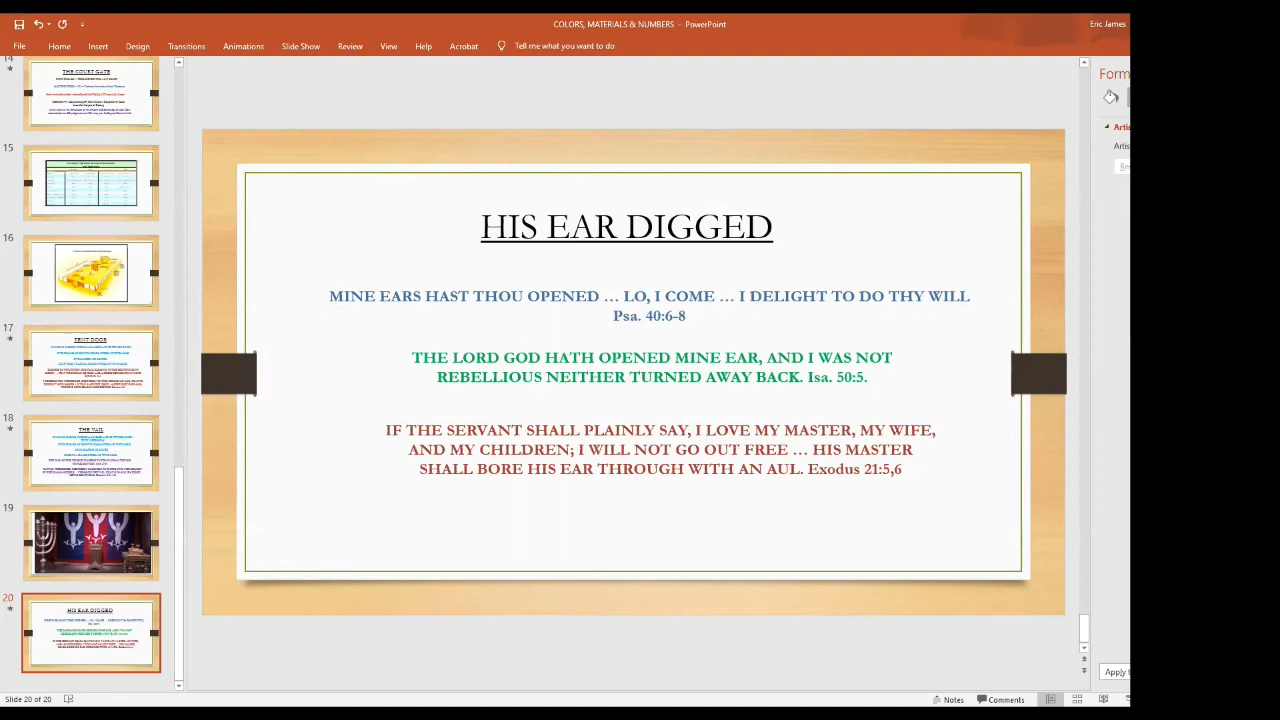 COLORS, MATERIALS & NUMBERS - PowerPoint
Eric James
File Home Insert Design Transitions Animations Slide Show Review View Help Acrobat Tell me what you want to do
14
THE COURT GATE
15
16
17
TENT DOOR
18
THE VAIL
19
20
HIS EAR DIGGED
HIS EAR DIGGED
MINE EARS HAST THOU OPENED … LO, I COME … I DELIGHT TO DO THY WILL
Psa. 40:6-8
THE LORD GOD HATH OPENED MINE EAR, AND I WAS NOT
REBELLIOUS NEITHER TURNED AWAY BACK. Isa. 50:5.
IF THE SERVANT SHALL PLAINLY SAY, I LOVE MY MASTER, MY WIFE,
AND MY CHILDREN; I WILL NOT GO OUT FREE … HIS MASTER
SHALL BORE HIS EAR THROUGH WITH AN AUL. Exodus 21:5,6
Form
Artis
Artis
Re
Apply t
Slide 20 of 20
Notes Comments